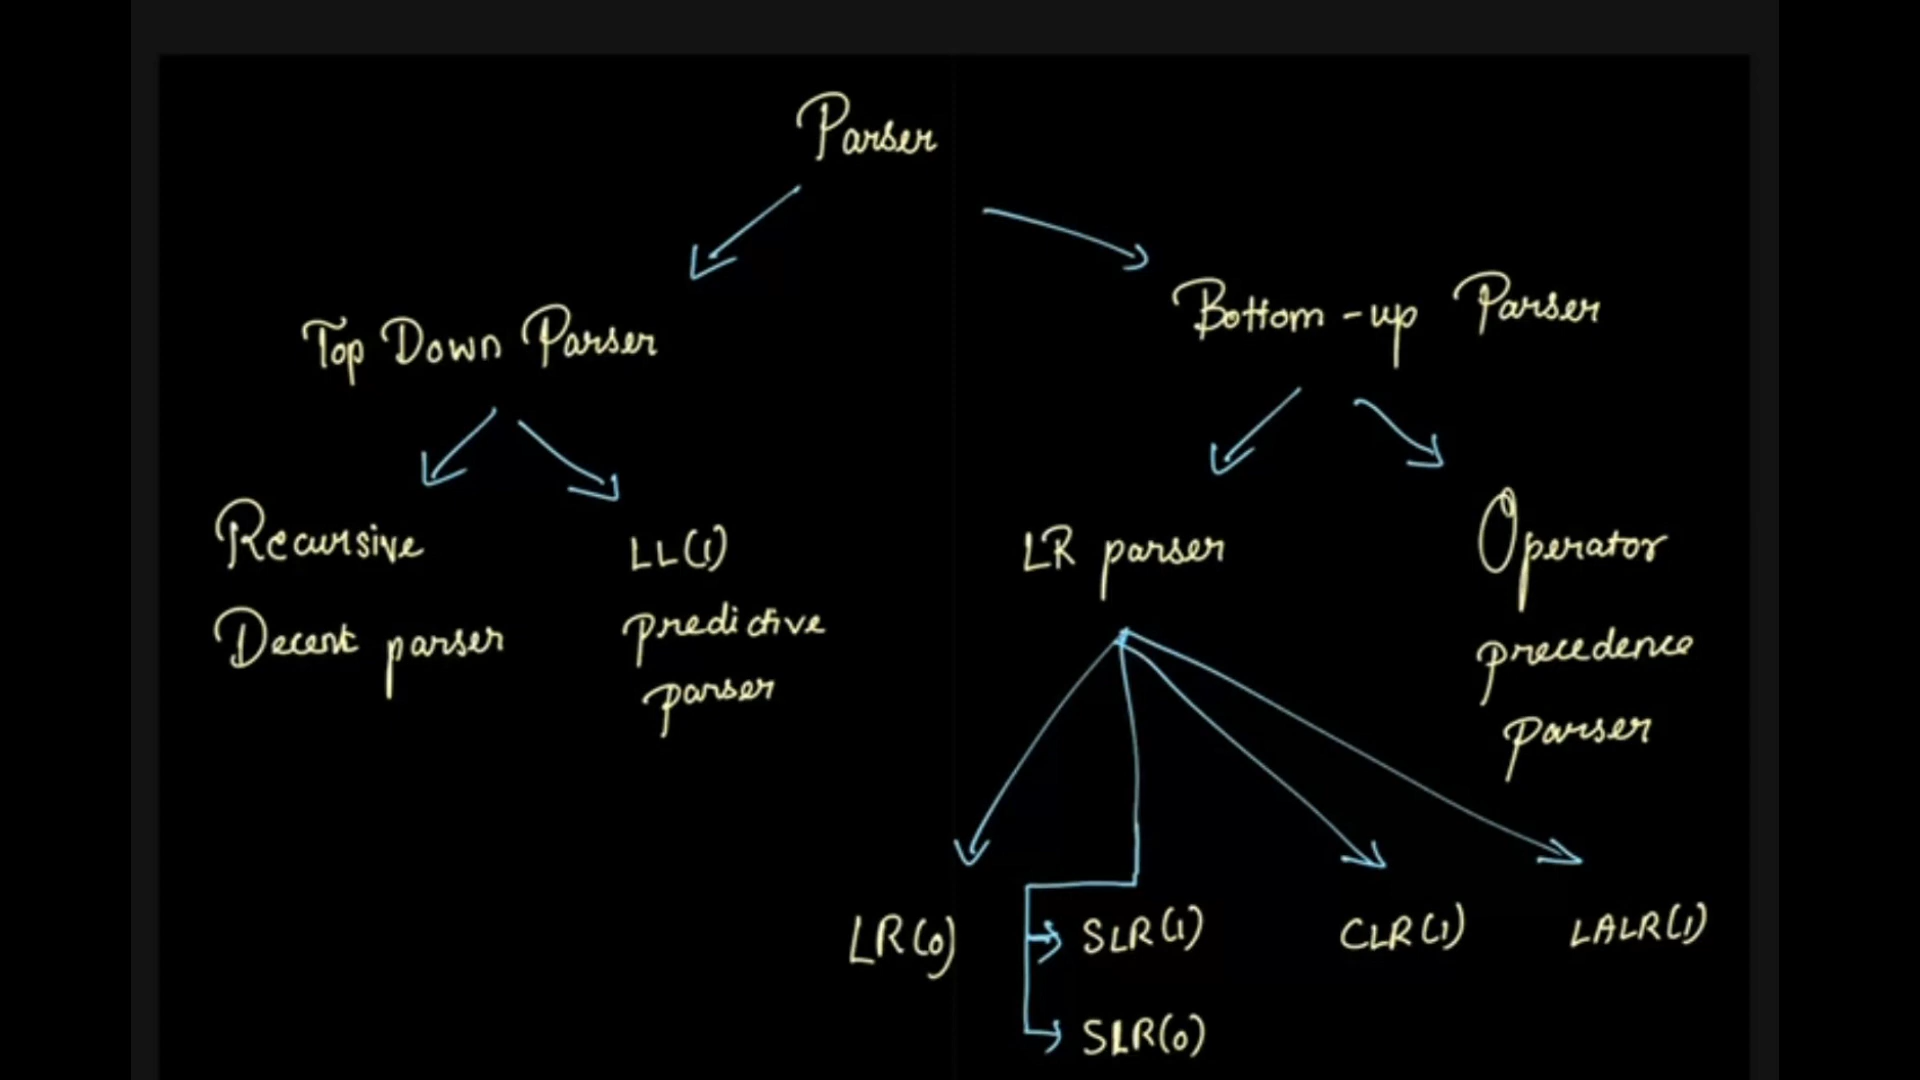 Parser
Top Down Parser
Bottom-up Parser
Recursive
Decent parser
LL(1)
predictive
parser
LR parser
Operator
precedence
parser
LR(0)
SLR(1)
CLR(1)
LALR(1)
SLR(0)